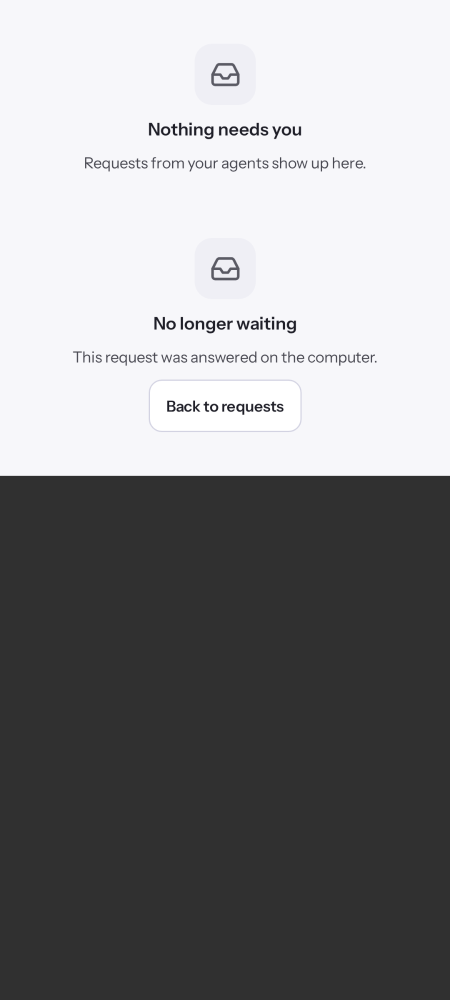 Nothing needs you
Requests from your agents show up here.
No longer waiting
This request was answered on the computer.
Back to requests